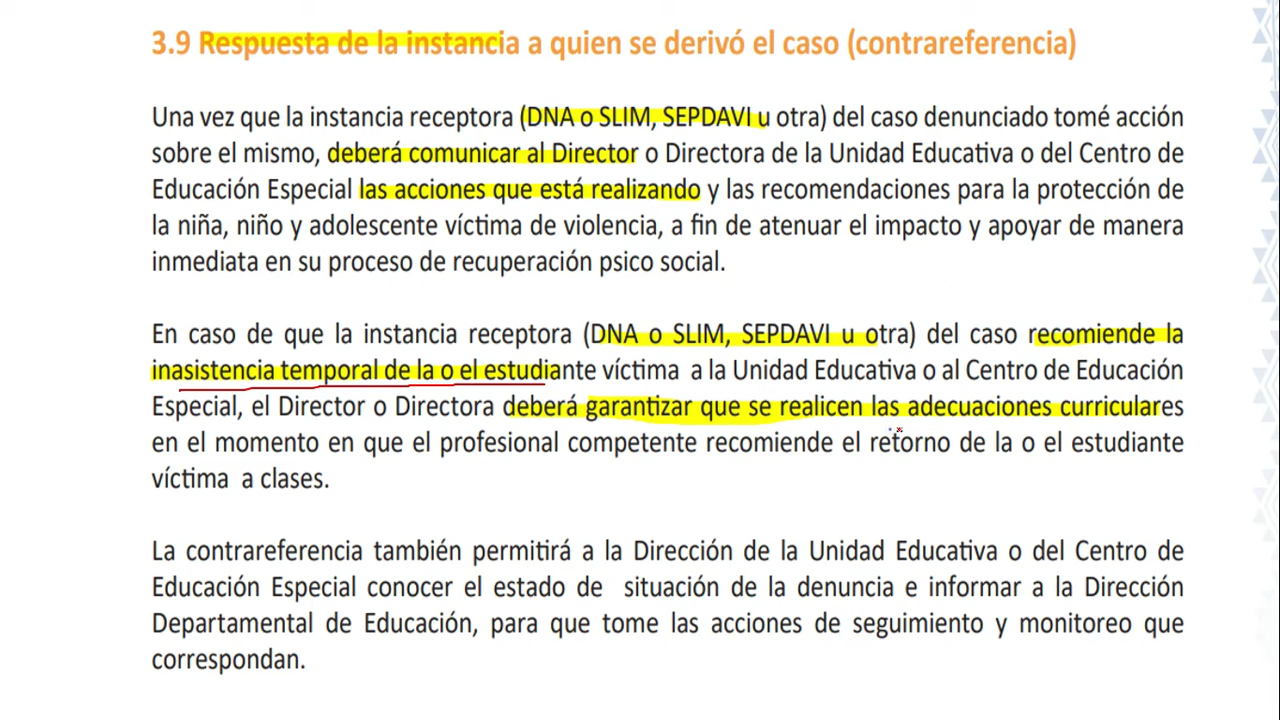 3.9 Respuesta de la instancia a quien se derivó el caso (contrareferencia)
Una vez que la instancia receptora (DNA o SLIM, SEPDAVI u otra) del caso denunciado tomé acción
sobre el mismo, deberá comunicar al Director o Directora de la Unidad Educativa o del Centro de
Educación Especial las acciones que está realizando y las recomendaciones para la protección de
la niña, niño y adolescente víctima de violencia, a fin de atenuar el impacto y apoyar de manera
inmediata en su proceso de recuperación psico social.
En caso de que la instancia receptora (DNA o SLIM, SEPDAVI u otra) del caso recomiende la
inasistencia temporal de la o el estudiante víctima a la Unidad Educativa o al Centro de Educación
Especial, el Director o Directora deberá garantizar que se realicen las adecuaciones curriculares
en el momento en que el profesional competente recomiende el retorno de la o el estudiante
víctima a clases.
La contrareferencia también permitirá a la Dirección de la Unidad Educativa o del Centro de
Educación Especial conocer el estado de situación de la denuncia e informar a la Dirección
Departamental de Educación, para que tome las acciones de seguimiento y monitoreo que
correspondan.